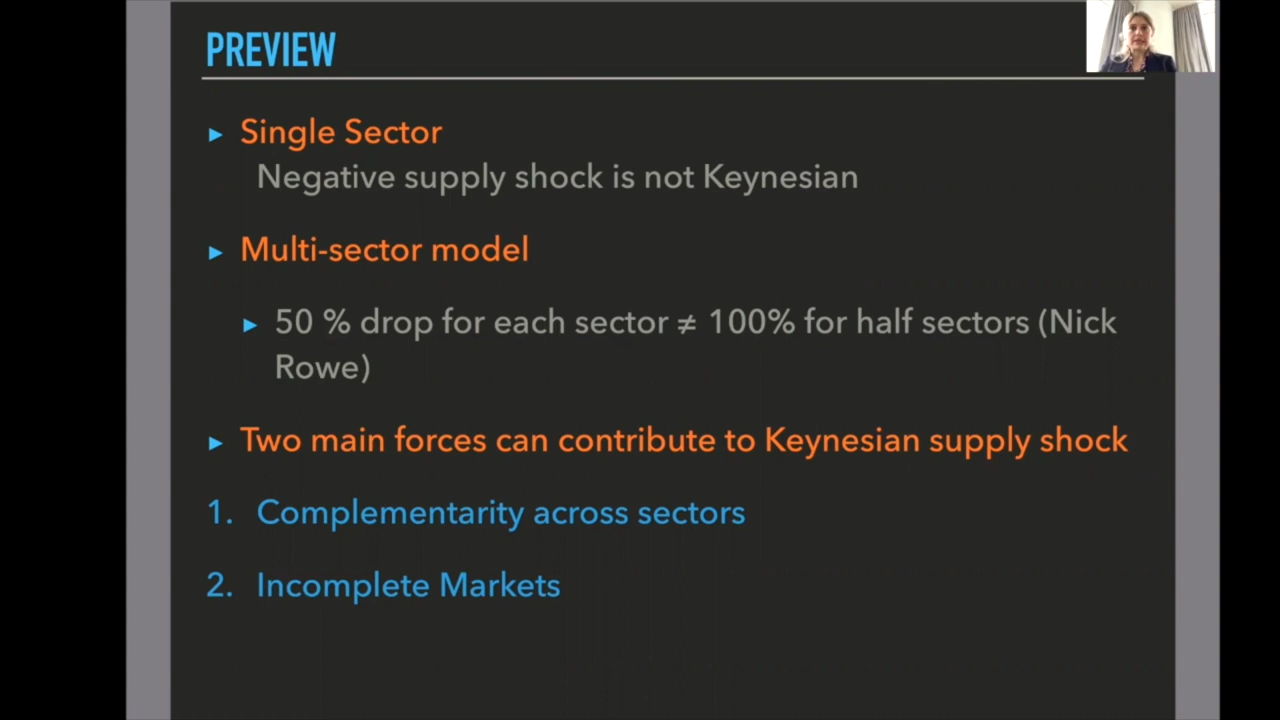 PREVIEW
Single Sector
Negative supply shock is not Keynesian
Multi-sector model
50 % drop for each sector ≠ 100% for half sectors (Nick
Rowe)
Two main forces can contribute to Keynesian supply shock
1. Complementarity across sectors
2. Incomplete Markets